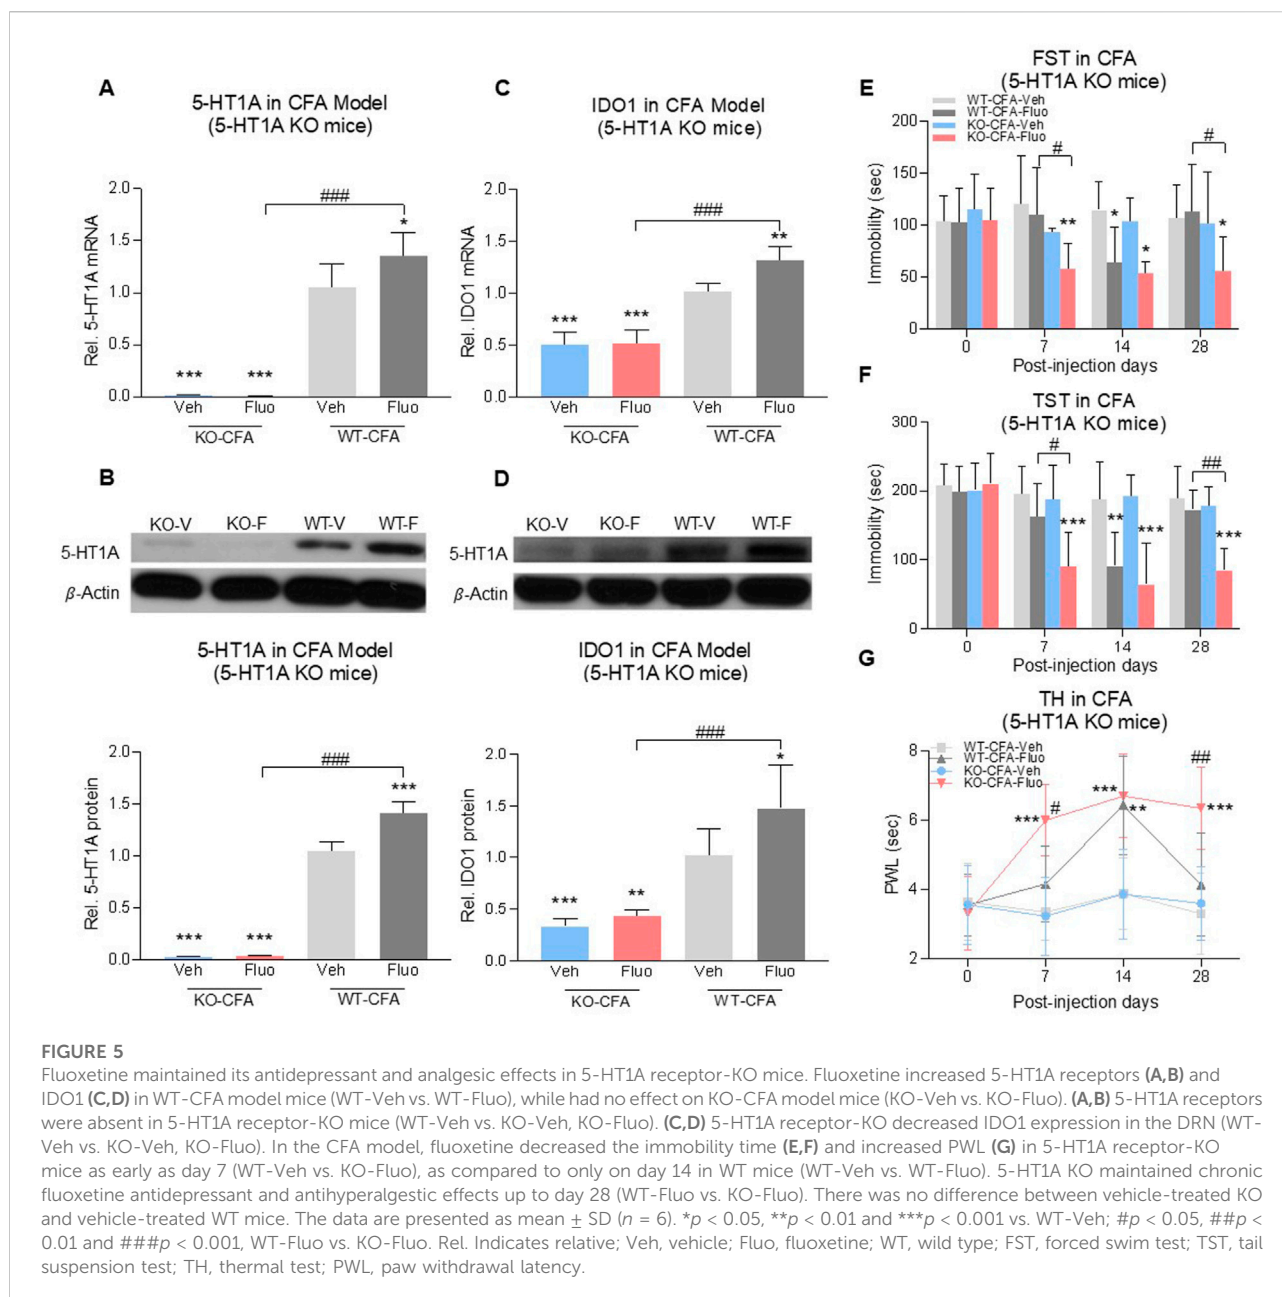 A
5-HT1A in CFA Model
(5-HT1A KO mice)
Rel. 5-HT1A mRNA
2.0
1.5
1.0
0.5
0.0
***
***
###
*
Veh
Fluo
Veh
Fluo
KO-CFA
WT-CFA
C
IDO1 in CFA Model
(5-HT1A KO mice)
Rel. IDO1 mRNA
2.0
1.5
1.0
0.5
0.0
***
***
###
**
Veh
Fluo
Veh
Fluo
KO-CFA
WT-CFA
B
KO-V
KO-F
WT-V
WT-F
5-HT1A
β-Actin
5-HT1A in CFA Model
(5-HT1A KO mice)
Rel. 5-HT1A protein
2.0
1.5
1.0
0.5
0.0
***
***
###
***
Veh
Fluo
Veh
Fluo
KO-CFA
WT-CFA
D
KO-V
KO-F
WT-V
WT-F
5-HT1A
β-Actin
IDO1 in CFA Model
(5-HT1A KO mice)
Rel. IDO1 protein
2.0
1.5
1.0
0.5
0.0
***
**
###
*
Veh
Fluo
Veh
Fluo
KO-CFA
WT-CFA
E
FST in CFA
(5-HT1A KO mice)
WT-CFA-Veh
WT-CFA-Fluo
KO-CFA-Veh
KO-CFA-Fluo
Immobility (sec)
200
150
100
50
0
#
**
*
*
#
*
0
7
14
28
Post-injection days
F
TST in CFA
(5-HT1A KO mice)
Immobility (sec)
300
200
100
0
#
***
**
***
##
***
0
7
14
28
Post-injection days
G
TH in CFA
(5-HT1A KO mice)
WT-CFA-Veh
WT-CFA-Fluo
KO-CFA-Veh
KO-CFA-Fluo
PWL (sec)
8
6
4
2
***
#
***
**
##
***
0
7
14
28
Post-injection days
FIGURE 5
Fluoxetine maintained its antidepressant and analgesic effects in 5-HT1A receptor-KO mice. Fluoxetine increased 5-HT1A receptors (A,B) and
IDO1 (C,D) in WT-CFA model mice (WT-Veh vs. WT-Fluo), while had no effect on KO-CFA model mice (KO-Veh vs. KO-Fluo). (A,B) 5-HT1A receptors
were absent in 5-HT1A receptor-KO mice (WT-Veh vs. KO-Veh, KO-Fluo). (C,D) 5-HT1A receptor-KO decreased IDO1 expression in the DRN (WT-
Veh vs. KO-Veh, KO-Fluo). In the CFA model, fluoxetine decreased the immobility time (E,F) and increased PWL (G) in 5-HT1A receptor-KO
mice as early as day 7 (WT-Veh vs. KO-Fluo), as compared to only on day 14 in WT mice (WT-Veh vs. WT-Fluo). 5-HT1A KO maintained chronic
fluoxetine antidepressant and antihyperalgestic effects up to day 28 (WT-Fluo vs. KO-Fluo). There was no difference between vehicle-treated KO
and vehicle-treated WT mice. The data are presented as mean ± SD (n = 6). *p < 0.05, **p < 0.01 and ***p < 0.001 vs. WT-Veh; #p < 0.05, ##p <
0.01 and ###p < 0.001, WT-Fluo vs. KO-Fluo. Rel. Indicates relative; Veh, vehicle; Fluo, fluoxetine; WT, wild type; FST, forced swim test; TST, tail
suspension test; TH, thermal test; PWL, paw withdrawal latency.